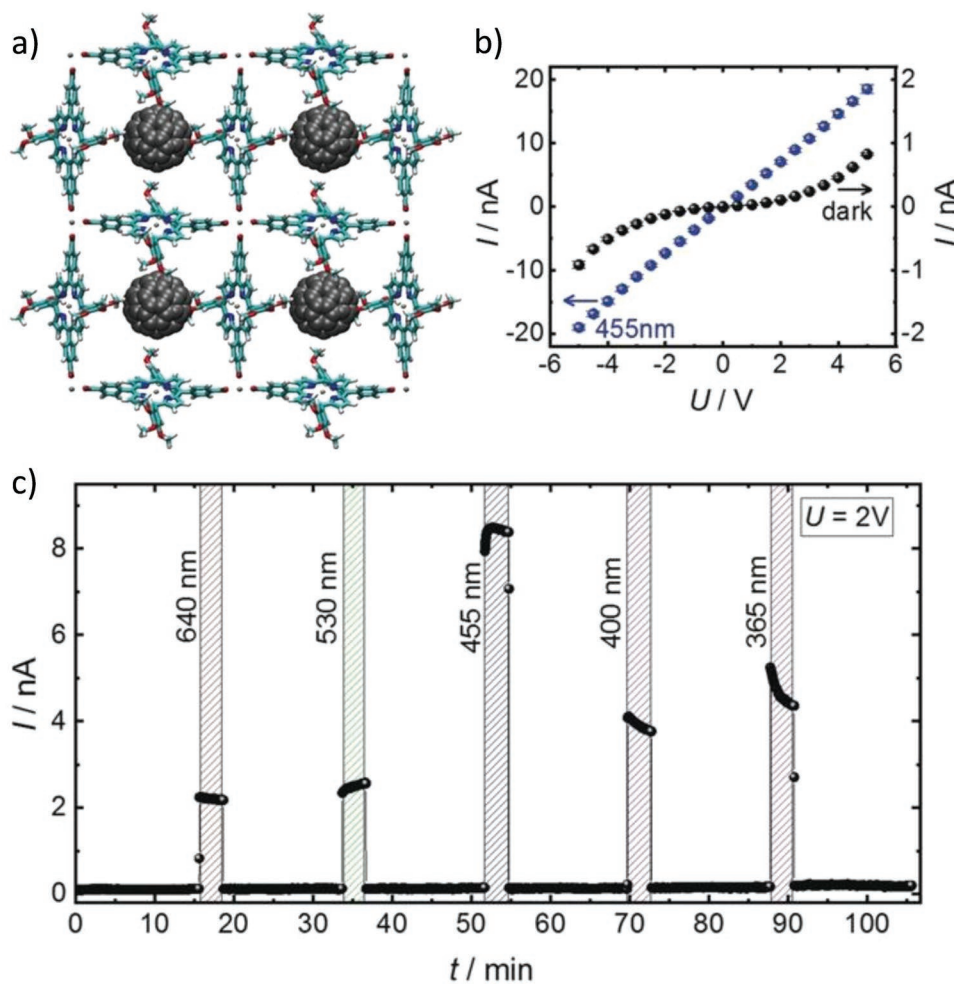 a)
b)
20
10
0
-10
-20
I / nA
2
1
0
-1
-2
I / nA
dark
455nm
-6 -4 -2 0 2 4 6
U / V
c)
U = 2V
640 nm
530 nm
455 nm
400 nm
365 nm
8
6
4
2
0
I / nA
0 10 20 30 40 50 60 70 80 90 100
t / min